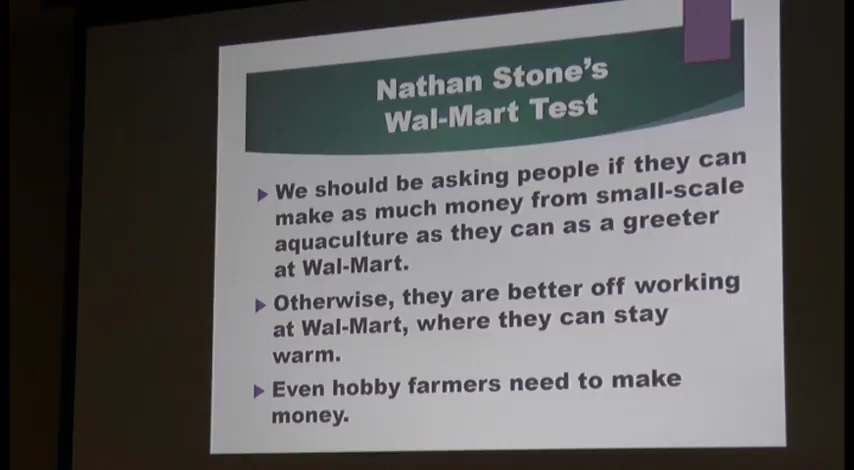 Nathan Stone's
Wal-Mart Test
We should be asking people if they can
make as much money from small-scale
aquaculture as they can as a greeter
at Wal-Mart.
Otherwise, they are better off working
at Wal-Mart, where they can stay
warm.
Even hobby farmers need to make
money.